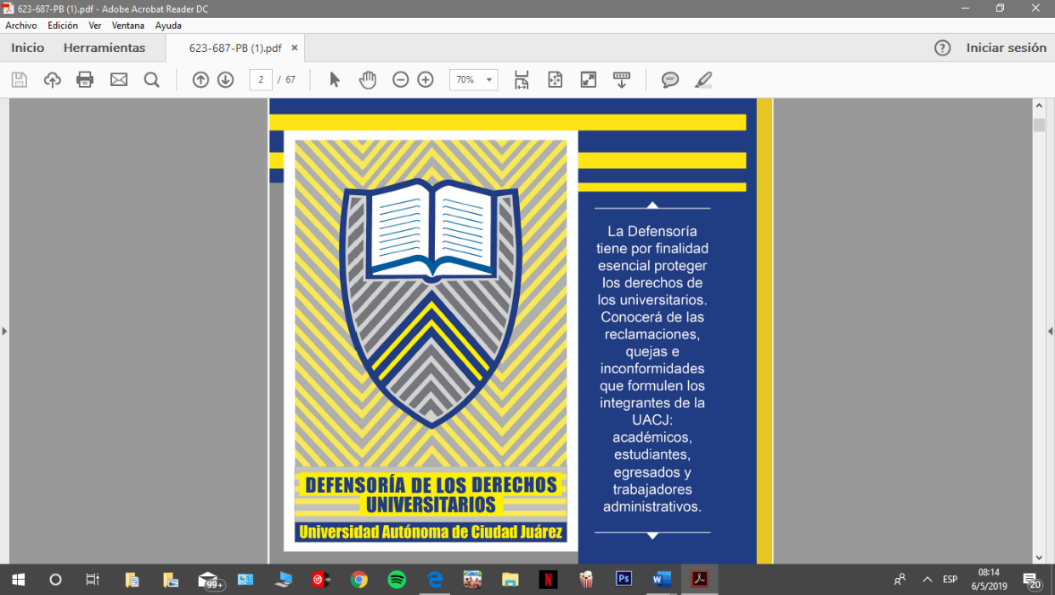 623-687-PB (1).pdf - Adobe Acrobat Reader DC
Archivo Edición Ver Ventana Ayuda
Inicio Herramientas 623-687-PB (1).pdf × Iniciar sesión
2 / 67 70%
La Defensoría
tiene por finalidad
esencial proteger
los derechos de
los universitarios.
Conocerá de las
reclamaciones,
quejas e
inconformidades
que formulen los
integrantes de la
UACJ:
académicos,
estudiantes,
egresados y
trabajadores
administrativos.
DEFENSORÍA DE LOS DERECHOS
UNIVERSITARIOS
Universidad Autónoma de Ciudad Juárez
99+ N Ps W ESP 08:14
6/5/2019 20